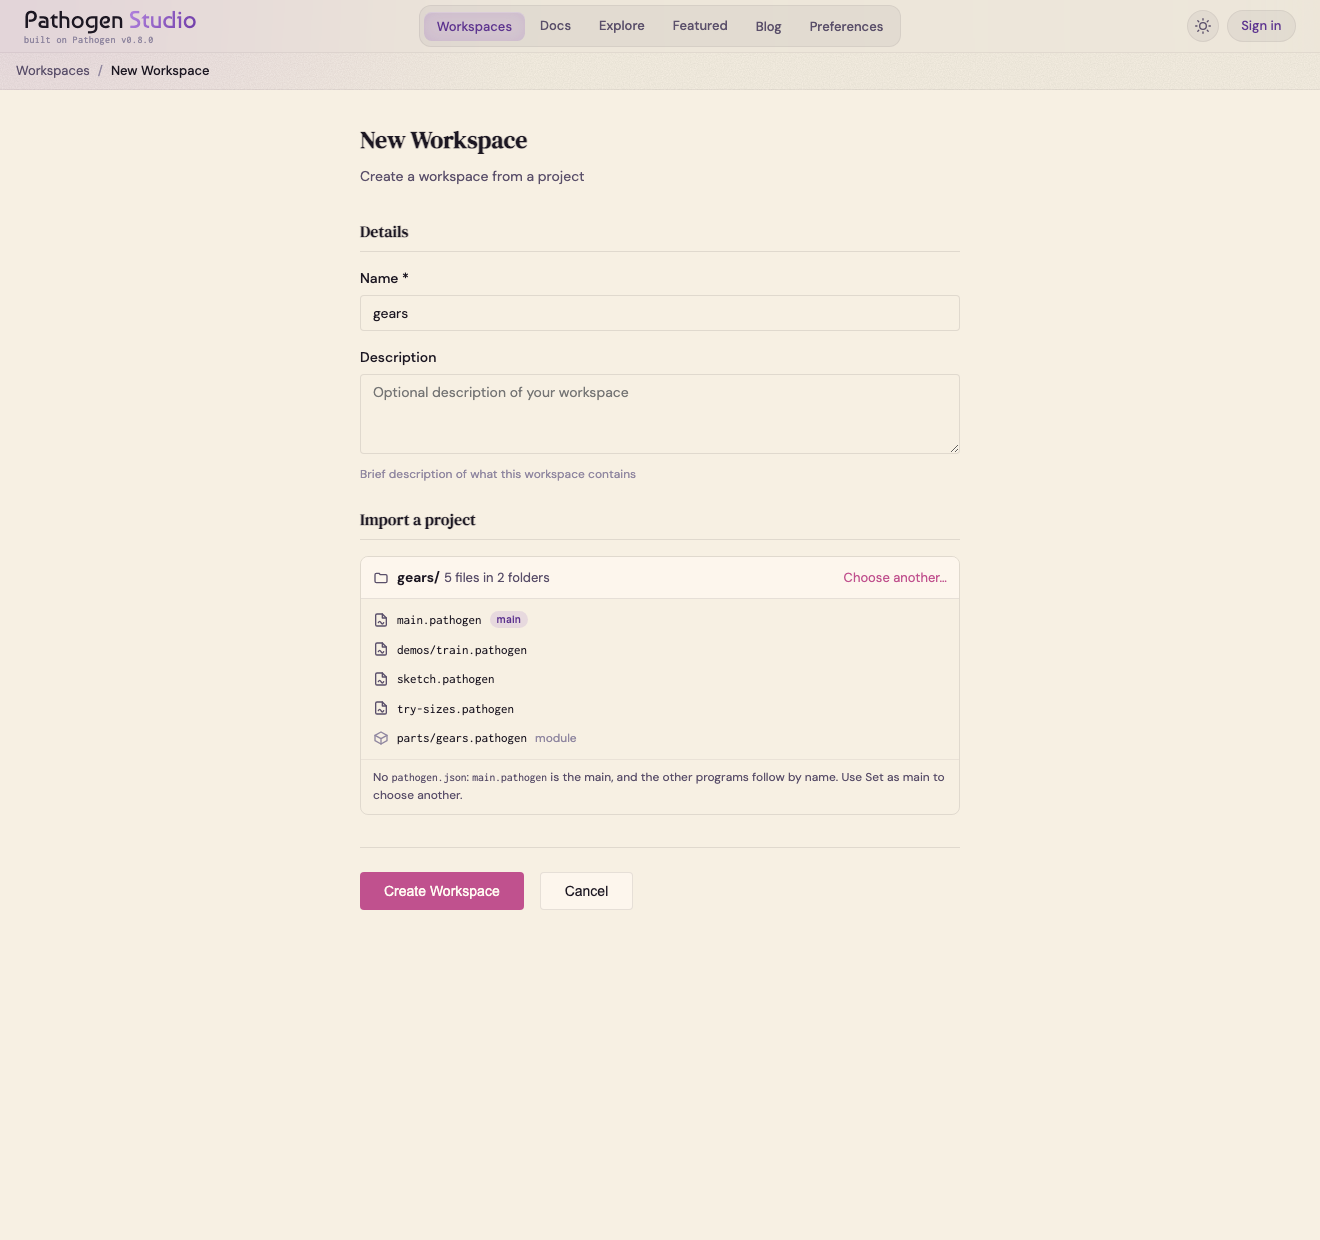 Pathogen Studio
built on Pathogen v0.8.0
Workspaces Docs Explore Featured Blog Preferences
Sign in
Workspaces / New Workspace
New Workspace
Create a workspace from a project
Details
Name *
gears
Description
Optional description of your workspace
Brief description of what this workspace contains
Import a project
gears/ 5 files in 2 folders Choose another...
main.pathogen main
demos/train.pathogen
sketch.pathogen
try-sizes.pathogen
parts/gears.pathogen module
No pathogen.json: main.pathogen is the main, and the other programs follow by name. Use Set as main to
choose another.
Create Workspace Cancel